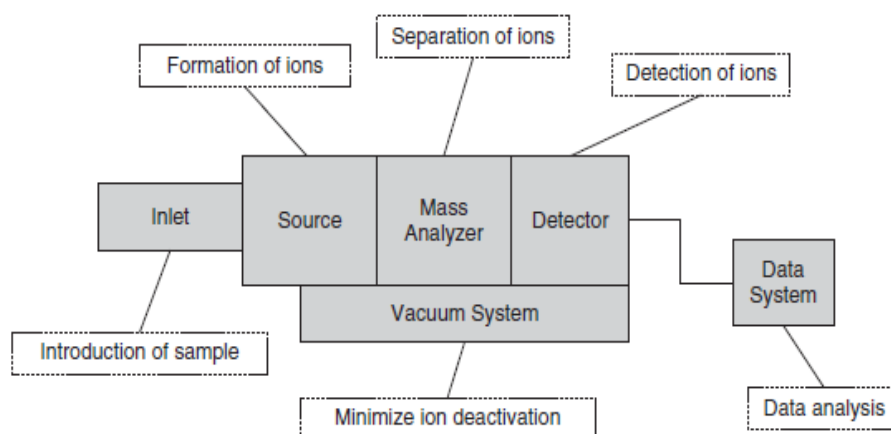 Separation of ions
Formation of ions
Detection of ions
Inlet
Source
Mass
Analyzer
Detector
Data
System
Vacuum System
Introduction of sample
Minimize ion deactivation
Data analysis